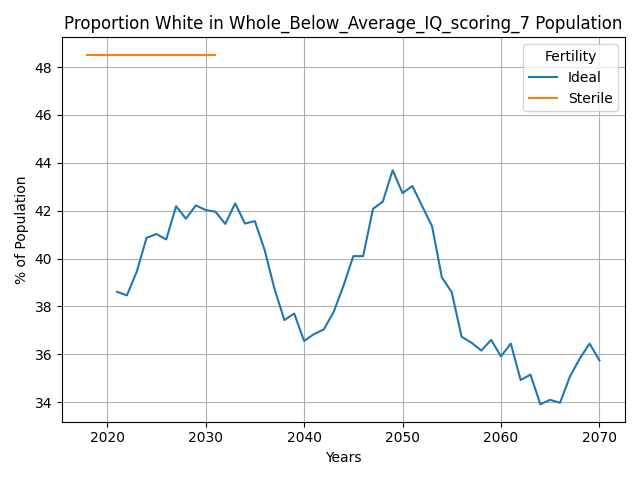 Proportion White in Whole_Below_Average_IQ_scoring_7 Population
Fertility
Ideal
Sterile
% of Population
48
46
44
42
40
38
36
34
2020 2030 2040 2050 2060 2070
Years